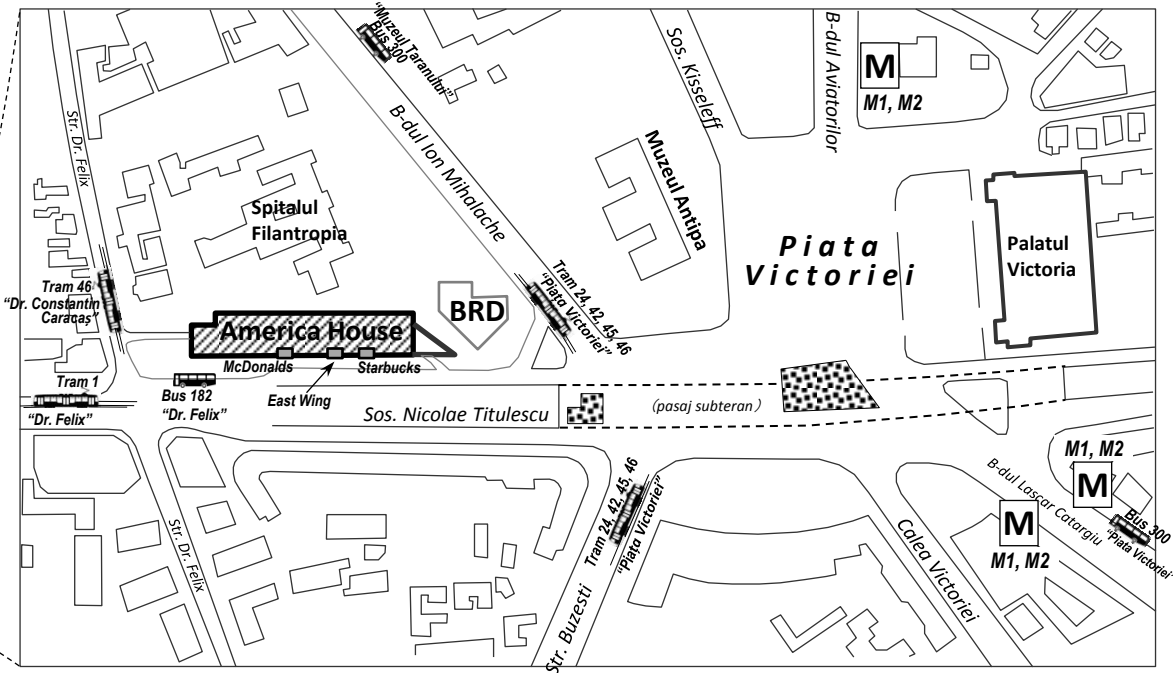 "Muzeul Taranului"
Bus 300
Str. Dr. Felix
B-dul Ion Mihalache
Sos. Kisseleff
B-dul Aviatorilor
M
M1, M2
Muzeul Antipa
Spitalul
Filantropia
Piata
Victoriei
Palatul
Victoria
Tram 46
"Dr. Constantin
Caracaș"
America House
BRD
Tram 24, 42, 45, 46
"Piața Victoriei"
McDonalds
Starbucks
East Wing
Tram 1
"Dr. Felix"
Bus 182
"Dr. Felix"
Sos. Nicolae Titulescu
(pasaj subteran)
Str. Dr. Felix
Tram 24, 42, 45, 46
"Piața Victoriei"
Str. Buzesti
Calea Victoriei
B-dul Lascar Catargiu
M1, M2
M
M
M1, M2
Bus 300
"Piata Victoriei"